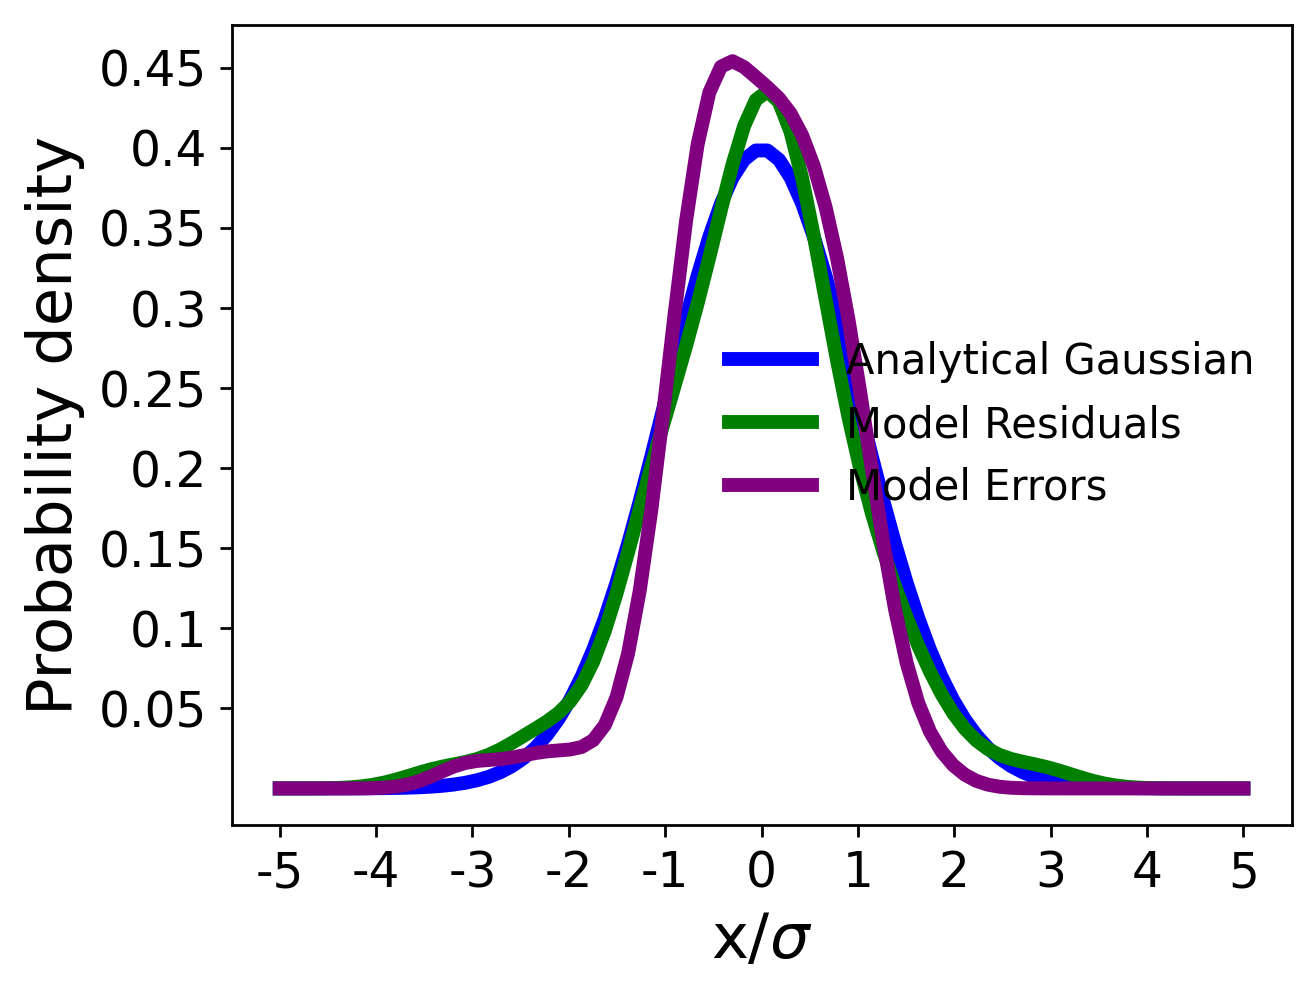 Probability density
0.45
0.4
0.35
0.3
0.25
0.2
0.15
0.1
0.05
Analytical Gaussian
Model Residuals
Model Errors
-5 -4 -3 -2 -1 0 1 2 3 4 5
x/σ